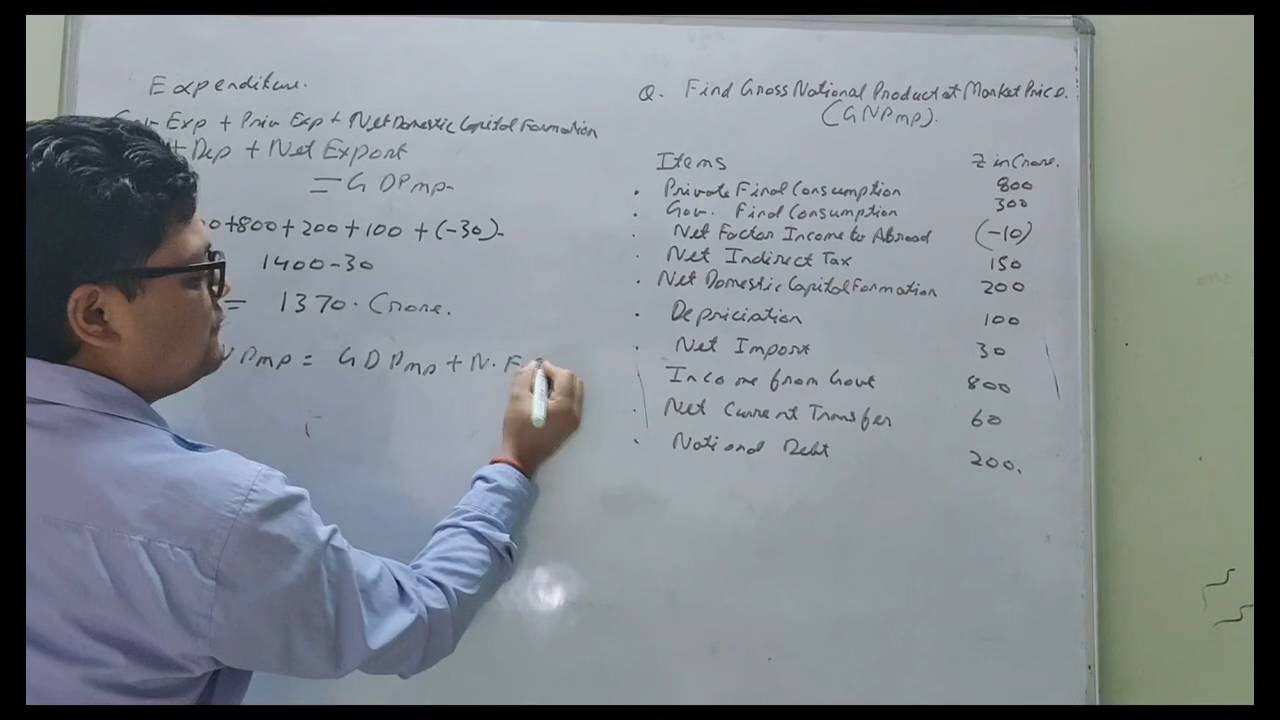 Expenditure.
Gov Exp + Priv Exp + Net Domestic Capital Formation
+ Dep + Net Export
= GDPmp.
0+800+200+100+(-30).
1400-30
= 1370. Crore.
PMP = GDPMP + N. F
Q. Find Gross National Product at Market Price.
(GNPMP).
Items ₹ in Crore.
. Private Final Consumption 800
. Gov. Final Consumption 300
. Net Factor Income to Abroad (-10)
. Net Indirect Tax 150
. Net Domestic Capital Formation 200
. Depriciation 100
. Net Import 30
Income from Govt 800
. Net Current Transfer 60
. National Debt 200.